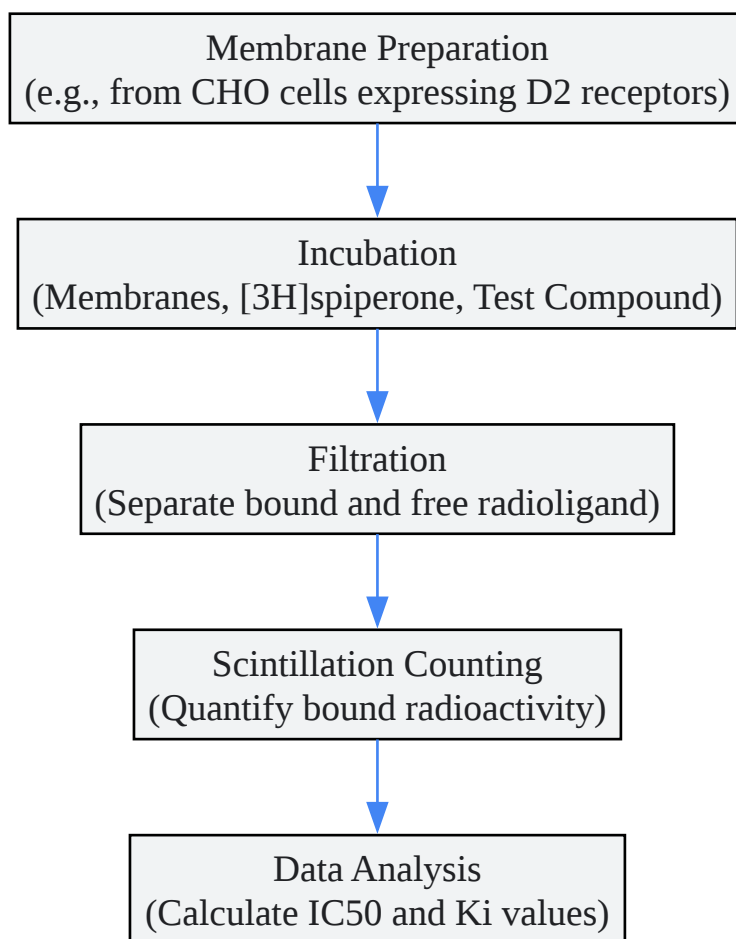 Membrane Preparation
(e.g., from CHO cells expressing D2 receptors)
Incubation
(Membranes, [3H]spiperone, Test Compound)
Filtration
(Separate bound and free radioligand)
Scintillation Counting
(Quantify bound radioactivity)
Data Analysis
(Calculate IC50 and Ki values)